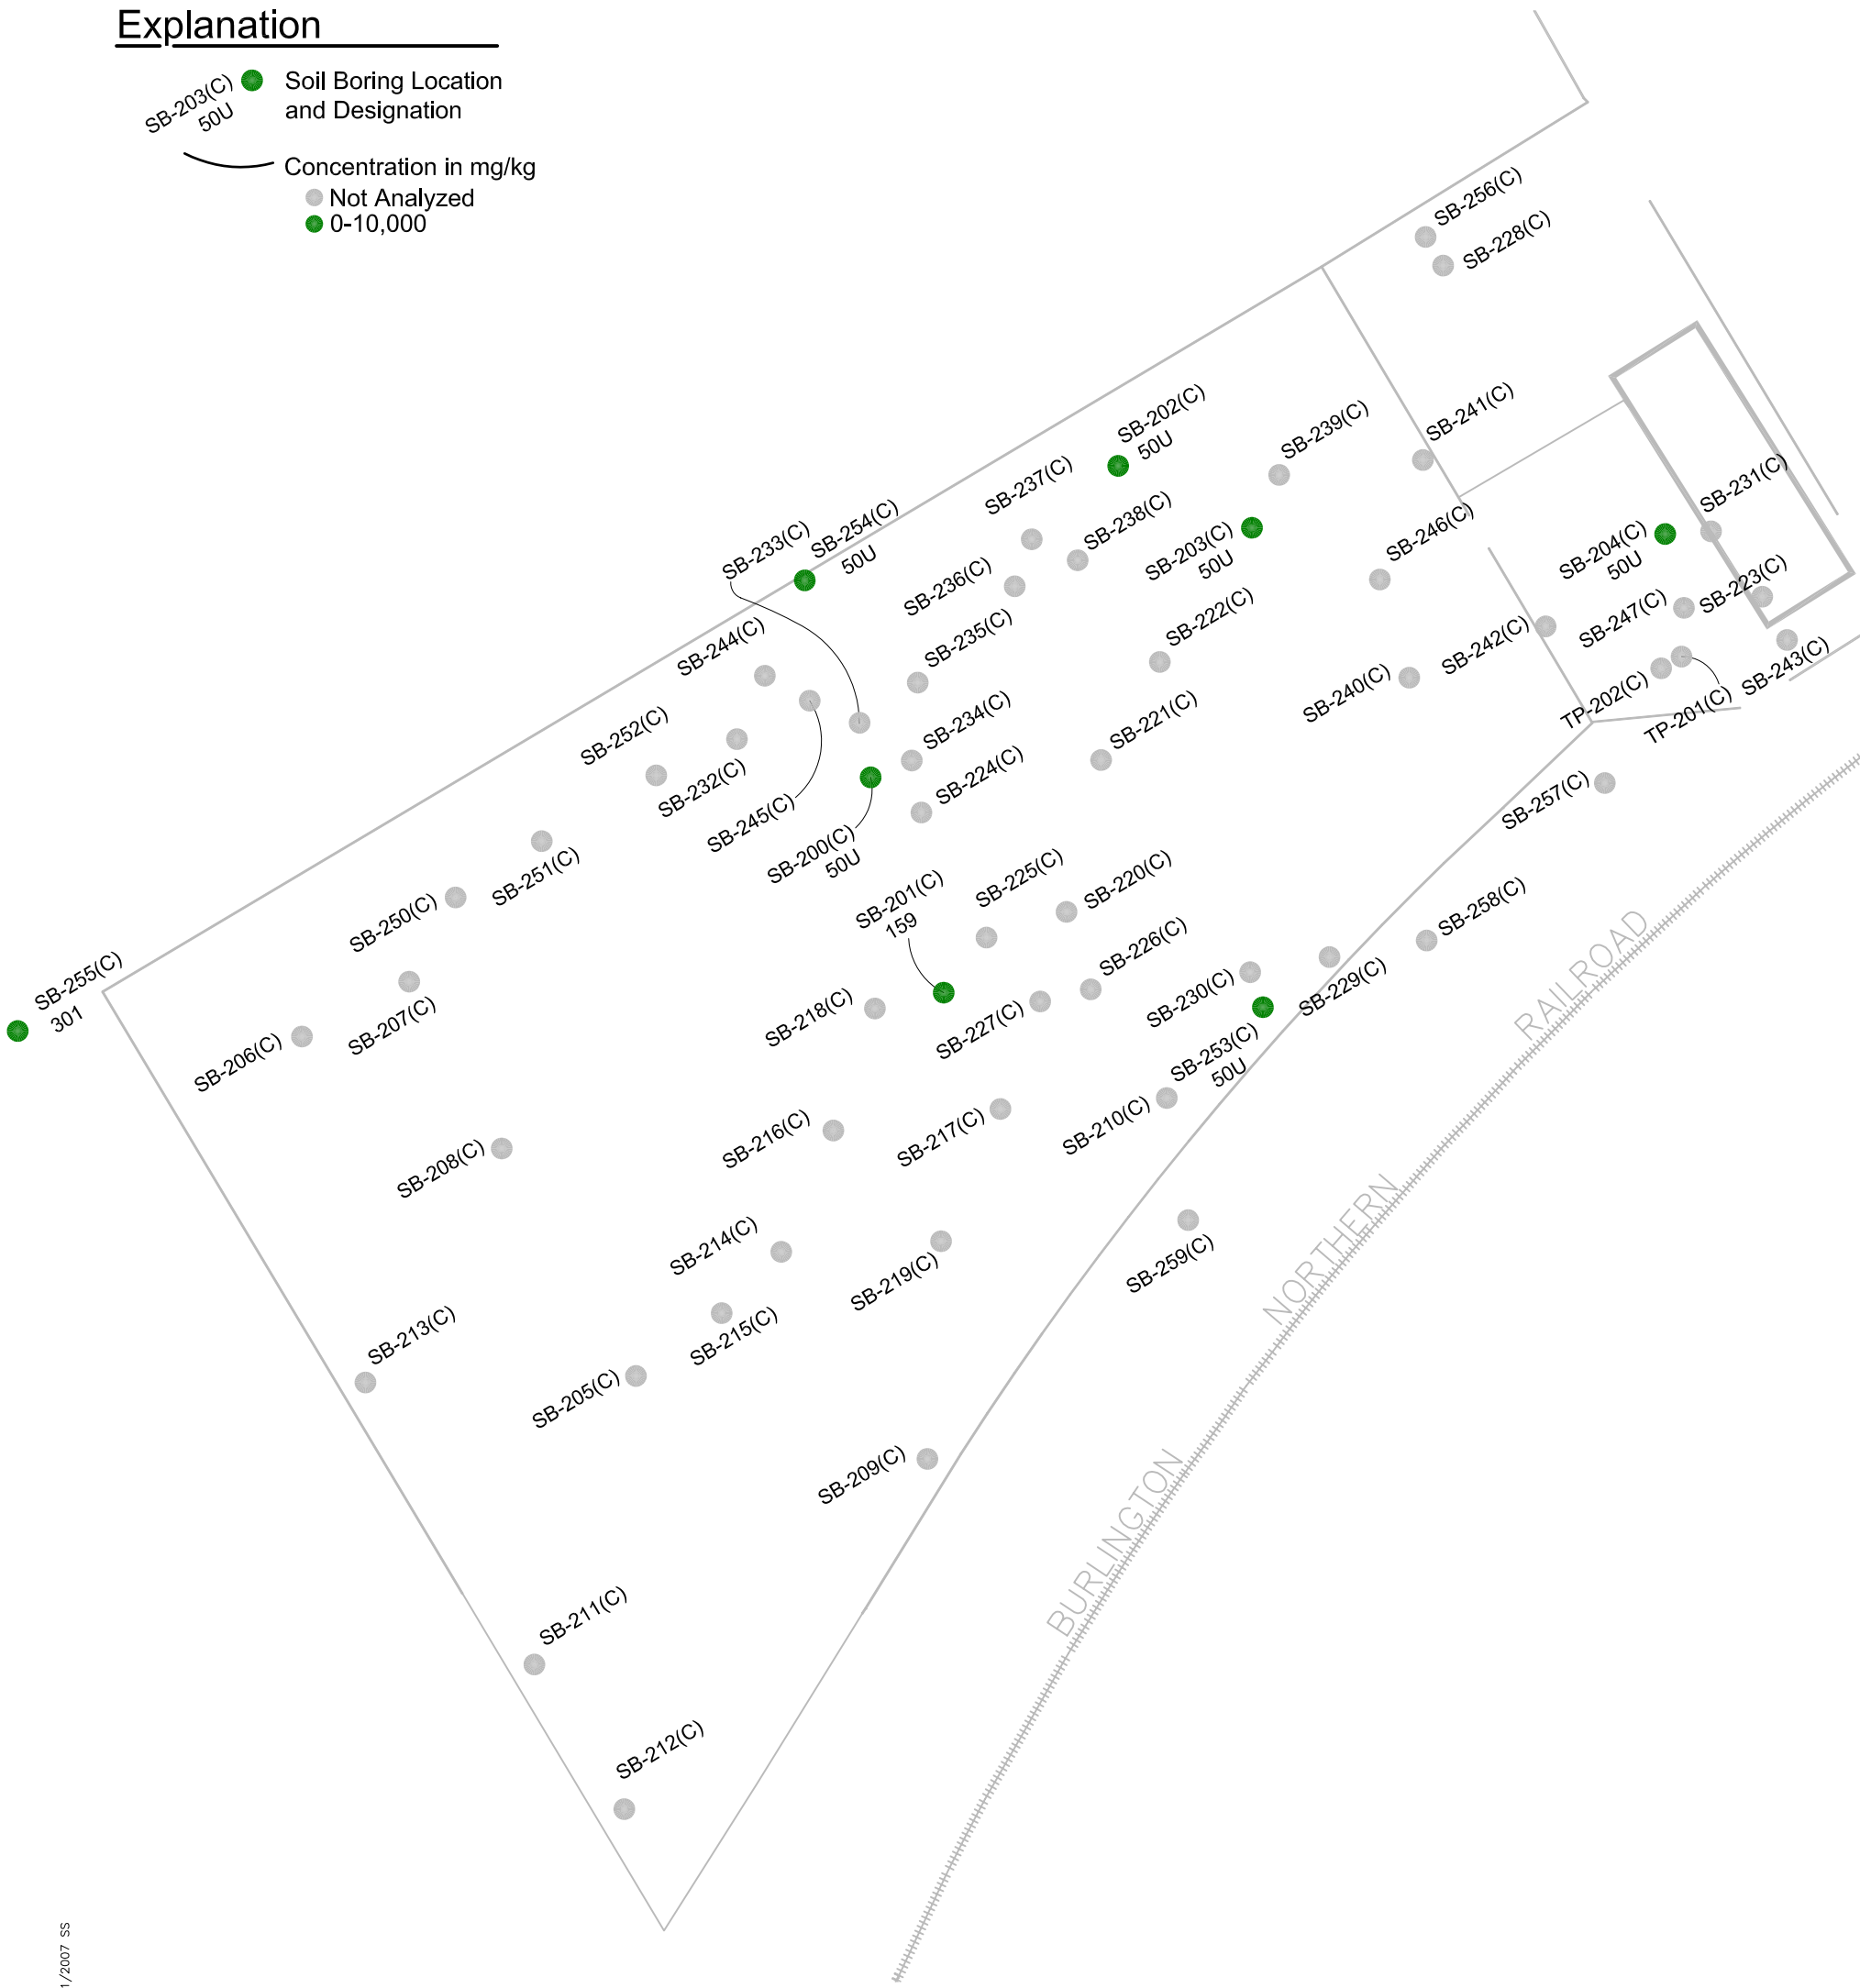 Explanation
SB-203(C)
50U
Soil Boring Location
and Designation
Concentration in mg/kg
Not Analyzed
0-10,000
SB-256(C)
SB-228(C)
SB-202(C)
50U
SB-239(C)
SB-241(C)
SB-237(C)
SB-231(C)
SB-238(C)
SB-233(C)
SB-254(C)
50U
SB-203(C)
50U
SB-246(C)
SB-204(C)
50U
SB-236(C)
SB-223(C)
SB-222(C)
SB-247(C)
SB-235(C)
SB-244(C)
SB-242(C)
SB-243(C)
SB-240(C)
TP-202(C)
TP-201(C)
SB-252(C)
SB-234(C)
SB-221(C)
SB-232(C)
SB-224(C)
SB-257(C)
SB-245(C)
SB-200(C)
50U
SB-251(C)
SB-225(C)
SB-220(C)
SB-201(C)
159
SB-258(C)
SB-250(C)
SB-226(C)
RAILROAD
SB-255(C)
301
SB-229(C)
SB-230(C)
SB-207(C)
SB-218(C)
SB-227(C)
SB-206(C)
SB-253(C)
50U
SB-210(C)
SB-216(C)
SB-217(C)
SB-208(C)
NORTHERN
SB-214(C)
SB-259(C)
SB-219(C)
SB-213(C)
SB-215(C)
SB-205(C)
SB-209(C)
BURLINGTON
SB-211(C)
SB-212(C)
1/2007 SS